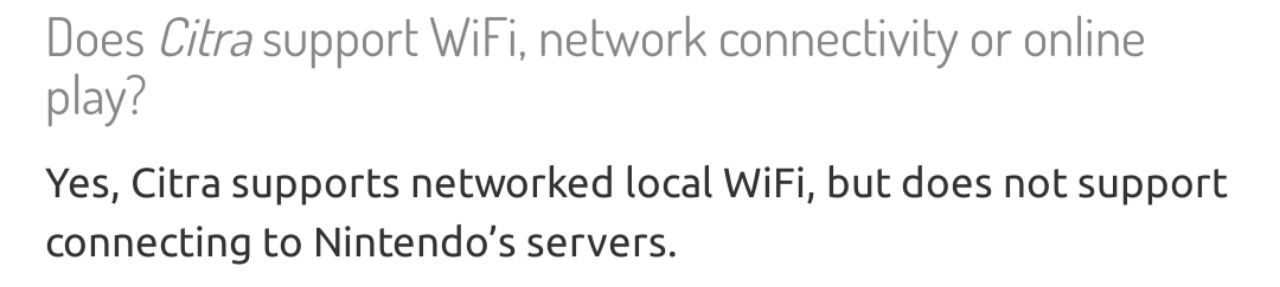 Does Citra support WiFi, network connectivity or online
play?
Yes, Citra supports networked local WiFi, but does not support
connecting to Nintendo’s servers.